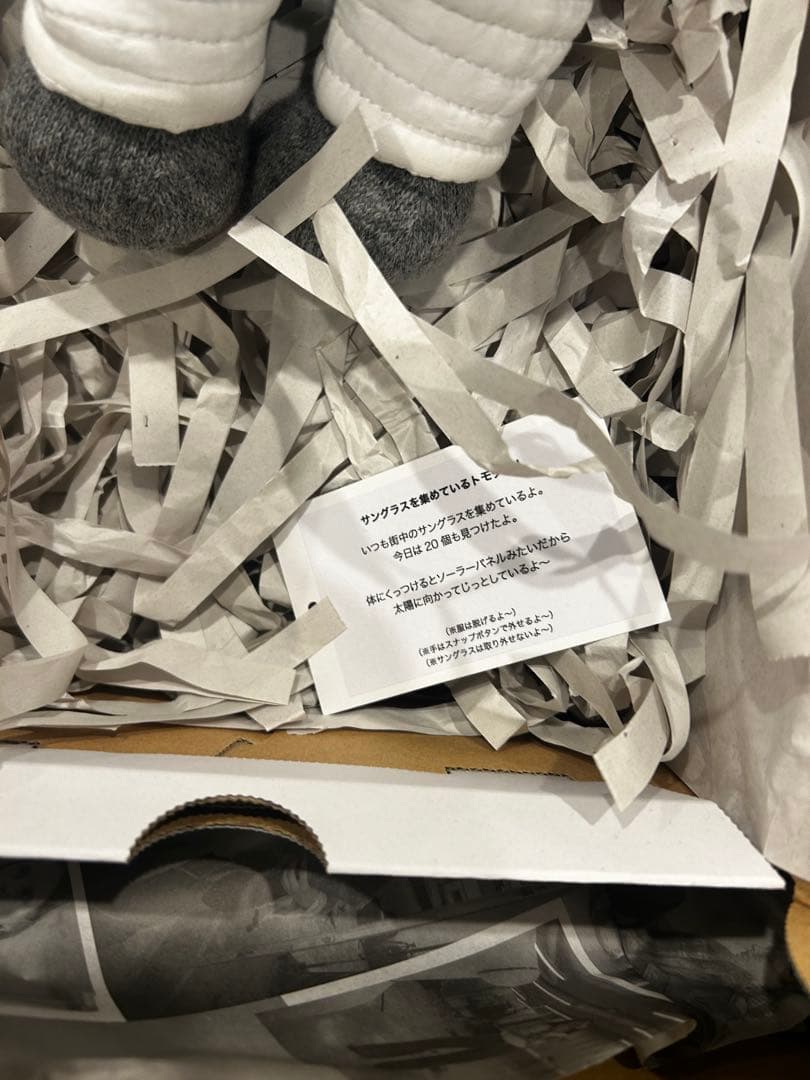 サングラスを集めているトモ
いつも街中のサングラスを集めているよ。
今日は 20 個も見つけたよ。
体にくっつけるとソーラーパネルみたいだから
太陽に向かってじっとしているよ〜
(※服は脱げるよ〜)
(※手はスナップボタンで外せるよ〜)
(※サングラスは取り外せないよ〜)